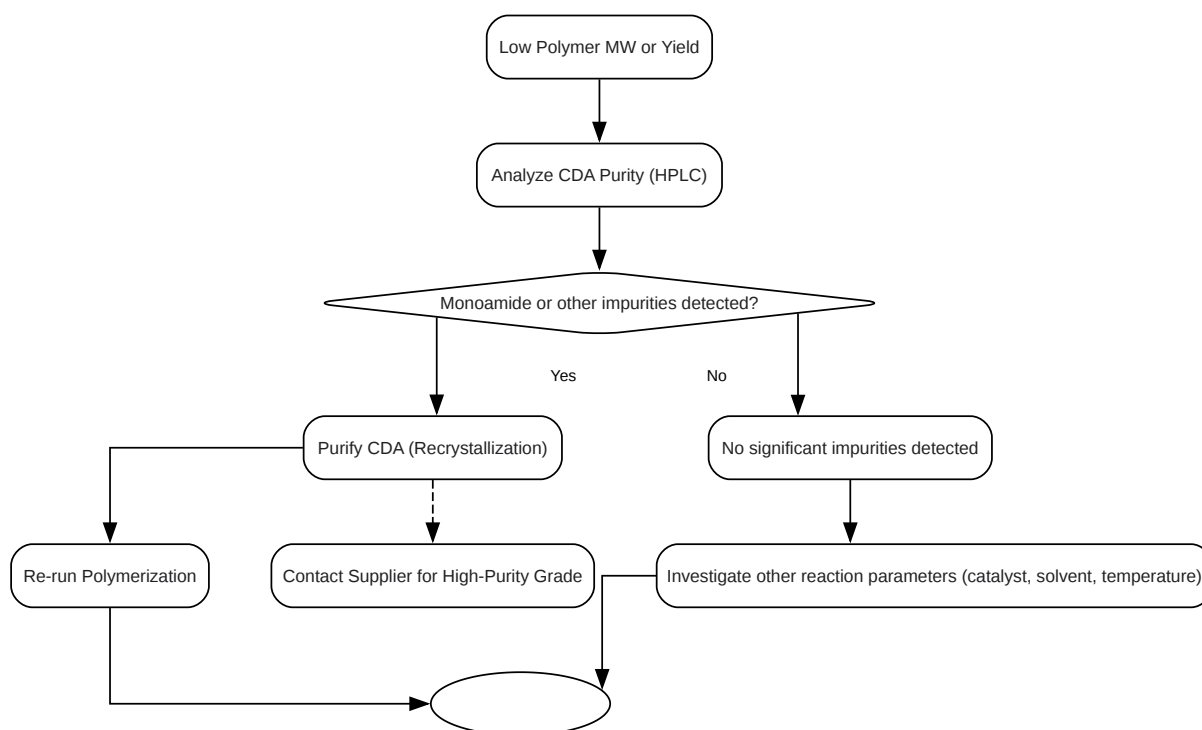 Low Polymer MW or Yield
Analyze CDA Purity (HPLC)
Monoamide or other impurities detected?
Yes
No
Purify CDA (Recrystallization)
No significant impurities detected
Re-run Polymerization
Contact Supplier for High-Purity Grade
Investigate other reaction parameters (catalyst, solvent, temperature)